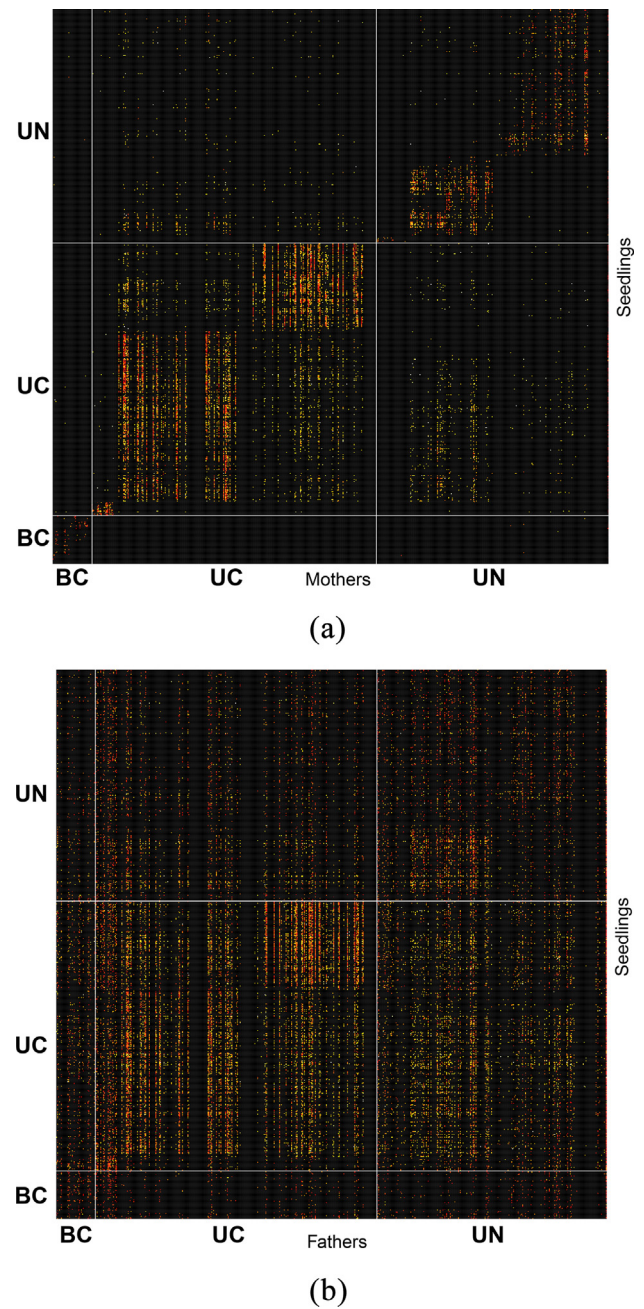 UN
UC
BC
Seedlings
BC UC Mothers UN
(a)
UN
UC
BC
Seedlings
BC UC Fathers UN
(b)